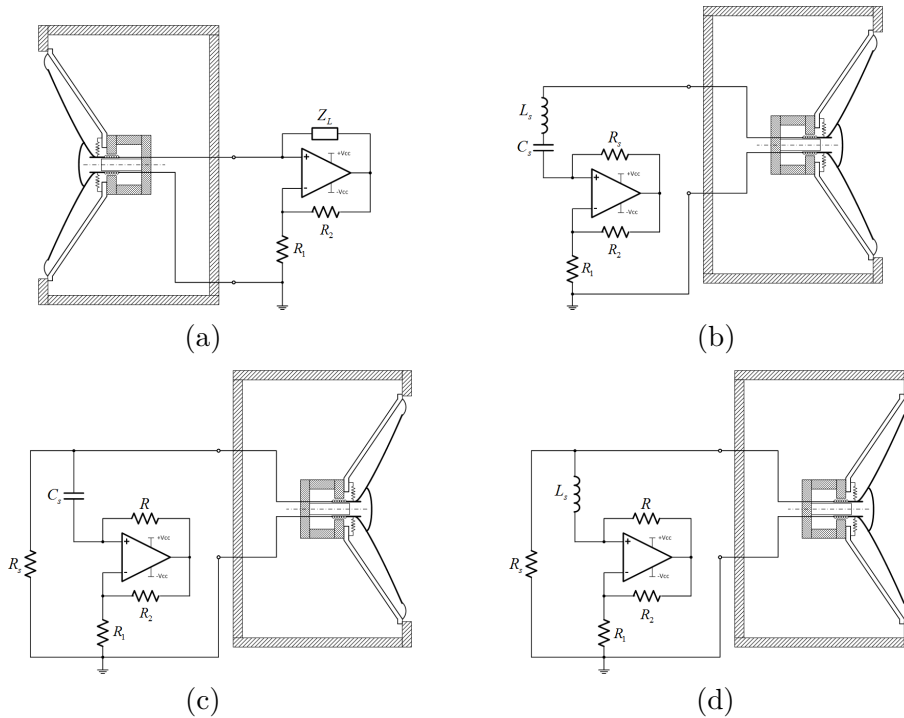 Z_L
+Vcc
-Vcc
R_2
R_1
(a)
L_s
C_s
R_s
+Vcc
-Vcc
R_2
R_1
(b)
C_s
R
+Vcc
-Vcc
R_s
R_2
R_1
(c)
L_s
R
+Vcc
-Vcc
R_s
R_2
R_1
(d)